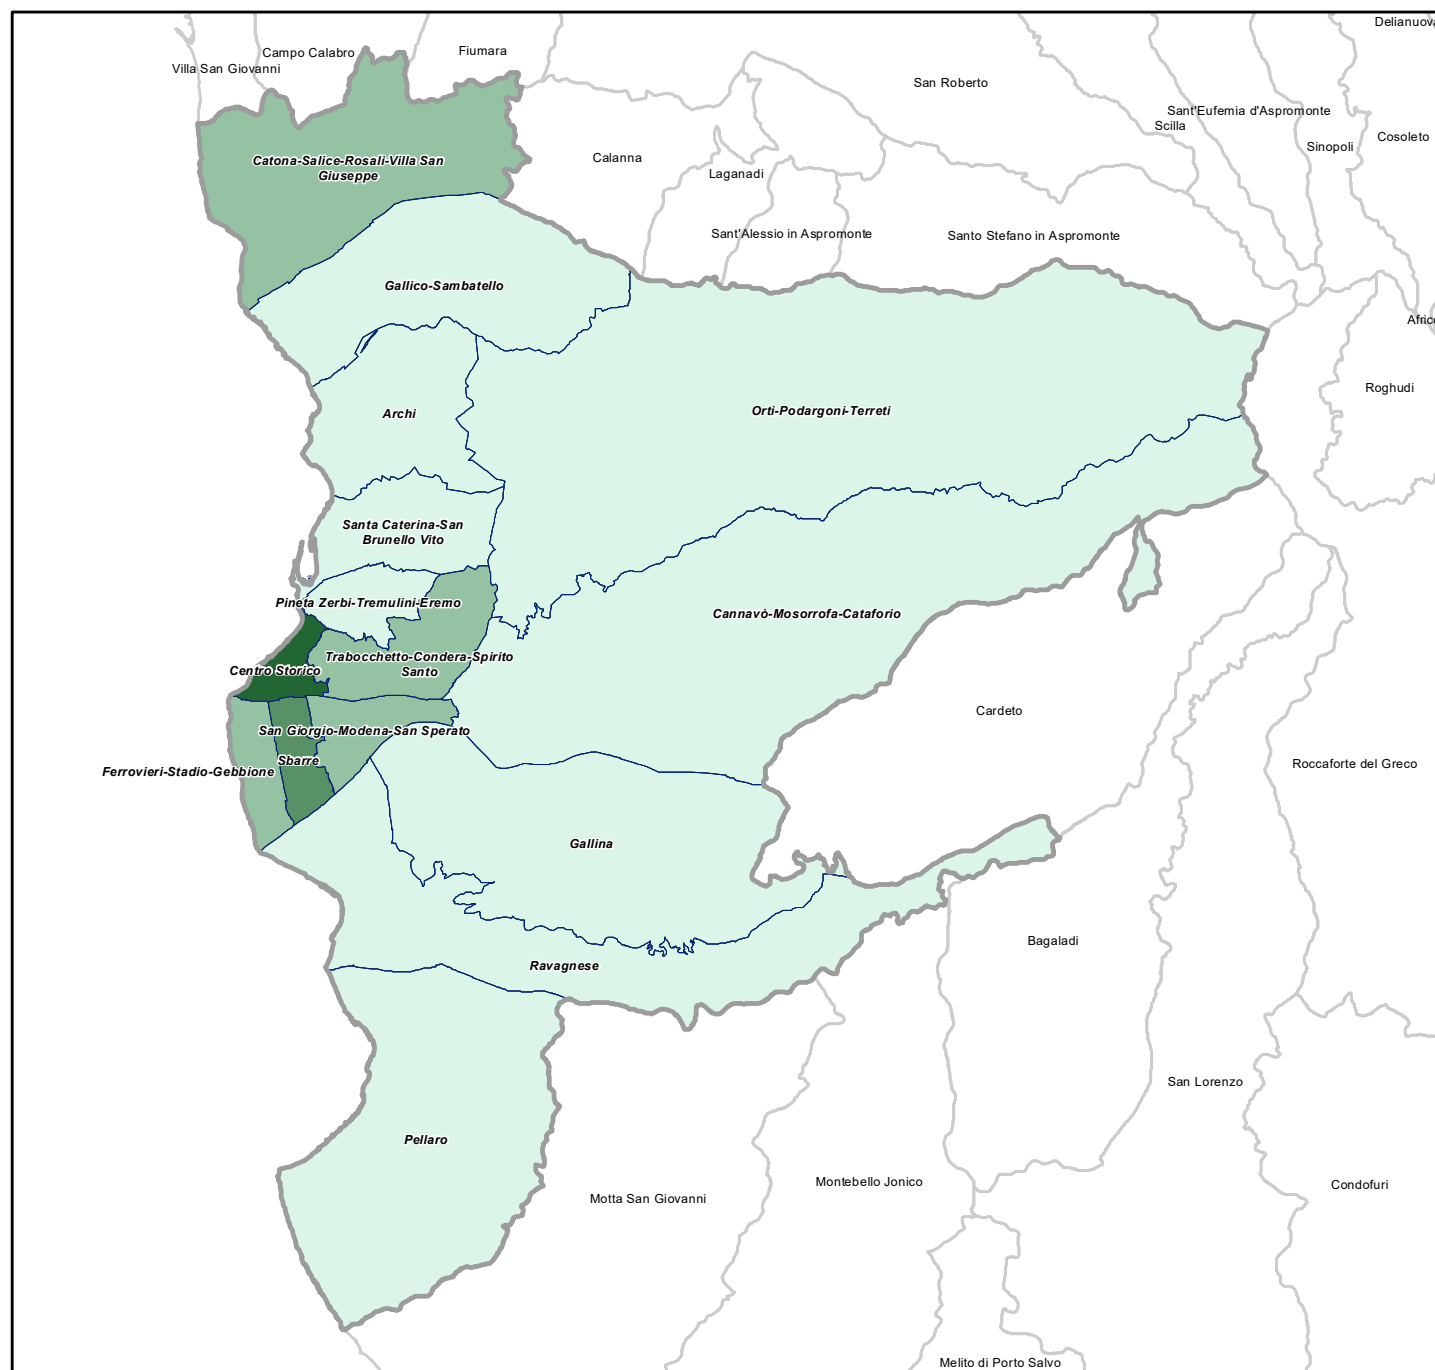 Delianuova
Campo Calabro
Fiumara
Villa San Giovanni
San Roberto
Sant'Eufemia d'Aspromonte
Scilla
Cosoleto
Sinopoli
Catona-Salice-Rosali-Villa San
Giuseppe
Calanna
Laganadi
Sant'Alessio in Aspromonte
Santo Stefano in Aspromonte
Gallico-Sambatello
Africo
Roghudi
Archi
Orti-Podargoni-Terreti
Santa Caterina-San
Brunello Vito
Pineta Zerbi-Tremulini-Eremo
Cannavò-Mosorrofa-Cataforio
Trabocchetto-Condera-Spirito
Santo
Centro Storico
Cardeto
San Giorgio-Modena-San Sperato
Sbarre
Ferrovieri-Stadio-Gebbione
Roccaforte del Greco
Gallina
Bagaladi
Ravagnese
San Lorenzo
Pellaro
Motta San Giovanni
Montebello Jonico
Condofuri
Melito di Porto Salvo